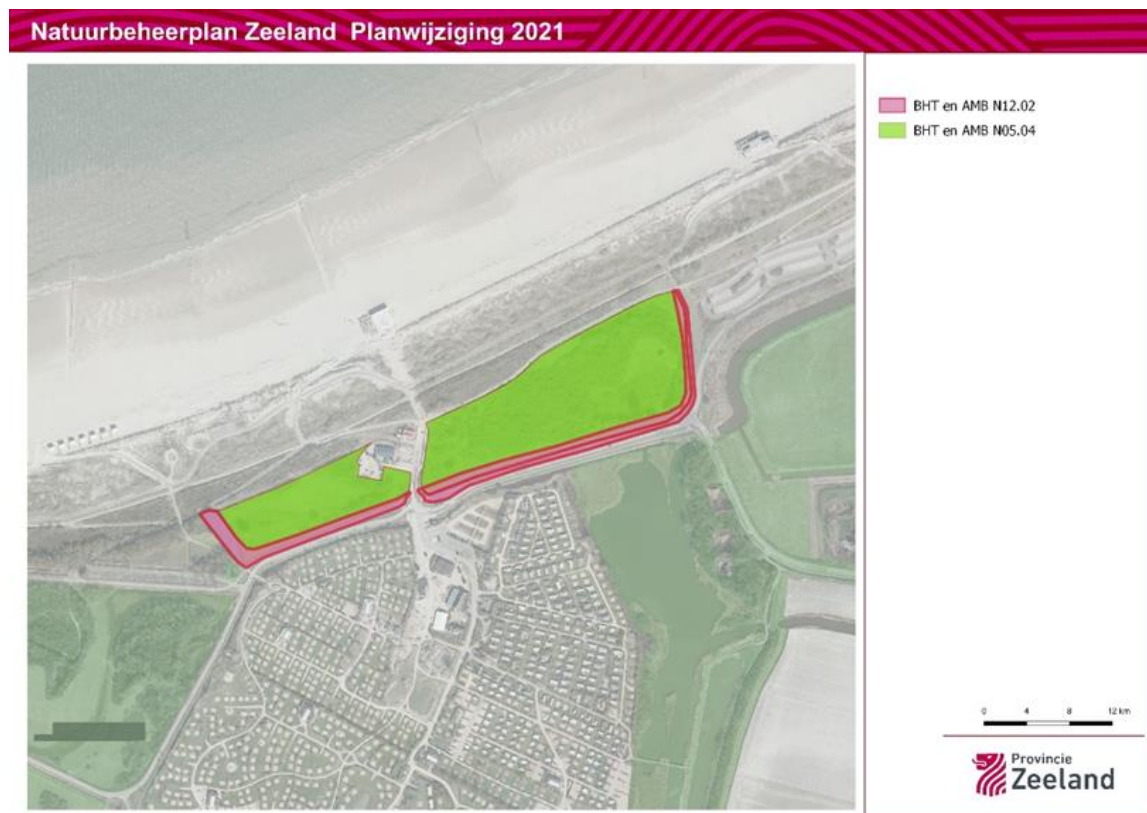 Natuurbeheerplan Zeeland Planwijziging 2021
BHT en AMB N12.02
BHT en AMB N05.04
0 4 8 12 km
Provincie
Zeeland